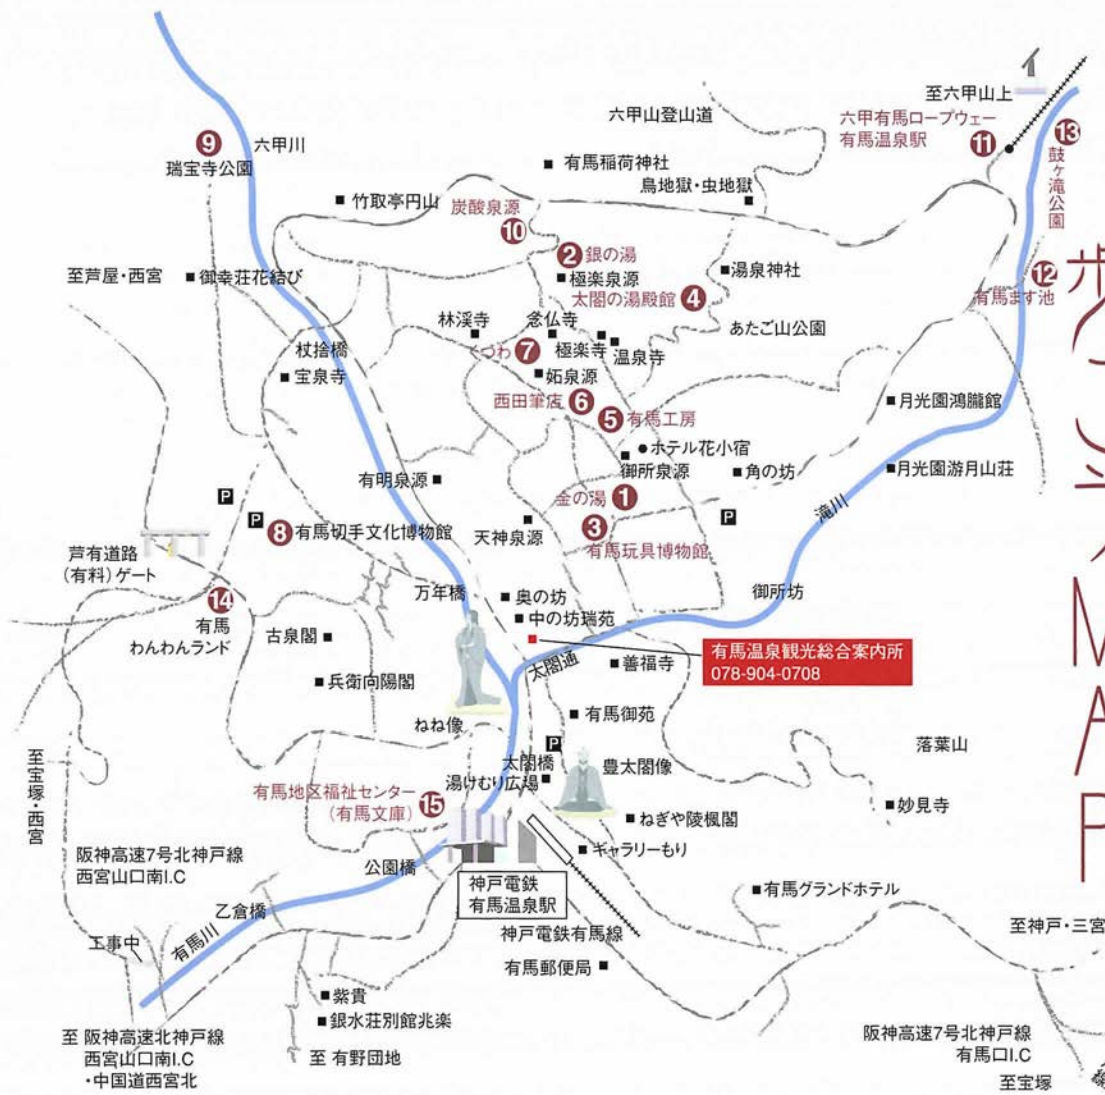 至六甲山上
六甲有馬ロープウェー
有馬温泉駅
11
13
鼓ヶ滝公園
六甲山登山道
9
六甲川
瑞宝寺公園
有馬稲荷神社
鳥地獄・虫地獄
竹取亭円山
炭酸泉源
10
2 銀の湯
極楽泉源
太閤の湯殿館 4
湯泉神社
12
有馬ます池
至芦屋・西宮
御幸荘花結び
あたご山公園
林渓寺
念仏寺
極楽寺
温泉寺
7
杖捨橋
宝泉寺
妬泉源
西田筆店 6
5 有馬工房
月光園鴻朧館
ホテル花小宿
御所泉源
角の坊
月光園游月山荘
有明泉源
金の湯 1
3
有馬玩具博物館
天神泉源
P
滝川
P
P
8 有馬切手文化博物館
芦有道路
(有料)ゲート
14
有馬
わんわんランド
万年橋
奥の坊
中の坊瑞苑
御所坊
古泉閣
太閤通
善福寺
有馬温泉観光総合案内所
078-904-0708
兵衛向陽閣
ねね像
有馬御苑
P
太閤橋
湯けむり広場
豊太閤像
落葉山
妙見寺
至宝塚・西宮
有馬地区福祉センター
(有馬文庫)
15
ねぎや陵楓閣
ギャラリーもり
阪神高速7号北神戸線
西宮山口南I.C
公園橋
神戸電鉄
有馬温泉駅
有馬グランドホテル
乙倉橋
工事中
有馬川
神戸電鉄有馬線
有馬郵便局
至神戸・三宮
紫貴
銀水荘別館兆楽
至 有野団地
至 阪神高速北神戸線
西宮山口南I.C
・中国道西宮北
阪神高速7号北神戸線
有馬口I.C
至宝塚
MAP